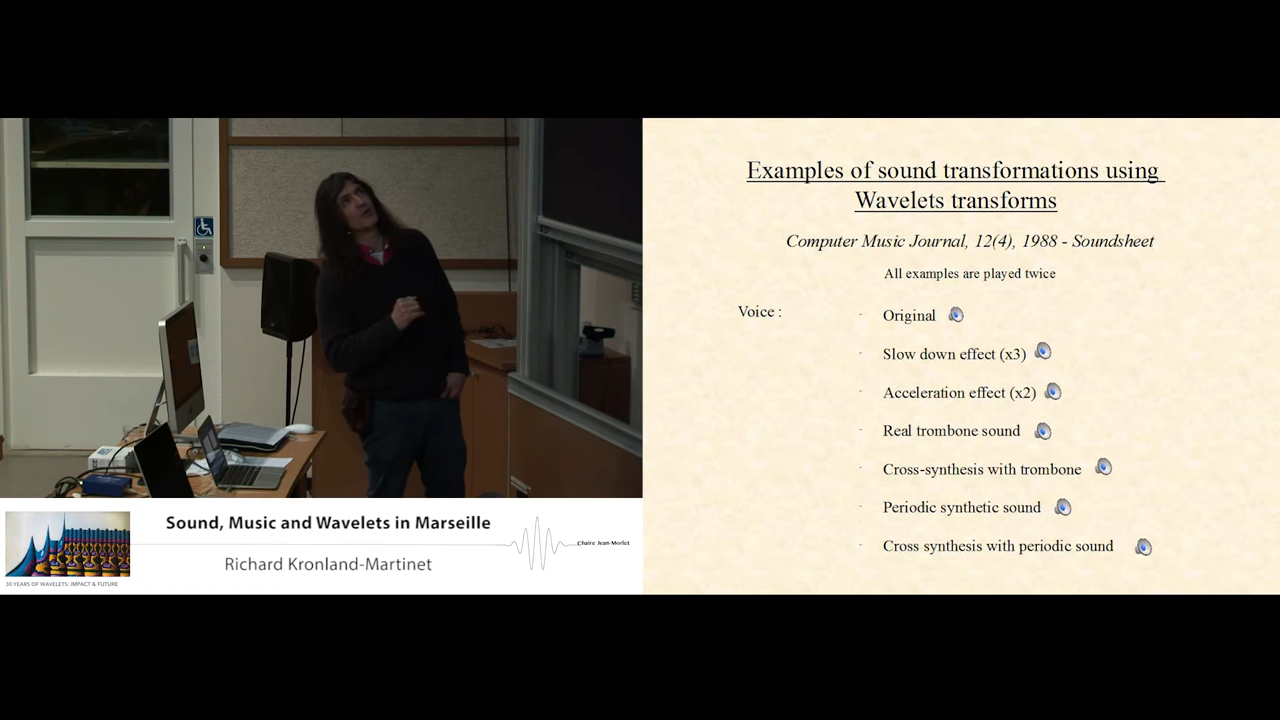 Sound, Music and Wavelets in Marseille
Chaire Jean-Morlet
Richard Kronland-Martinet
30 YEARS OF WAVELETS: IMPACT & FUTURE
Examples of sound transformations using
Wavelets transforms
Computer Music Journal, 12(4), 1988 - Soundsheet
All examples are played twice
Voice :
- Original
- Slow down effect (x3)
- Acceleration effect (x2)
- Real trombone sound
- Cross-synthesis with trombone
- Periodic synthetic sound
- Cross synthesis with periodic sound